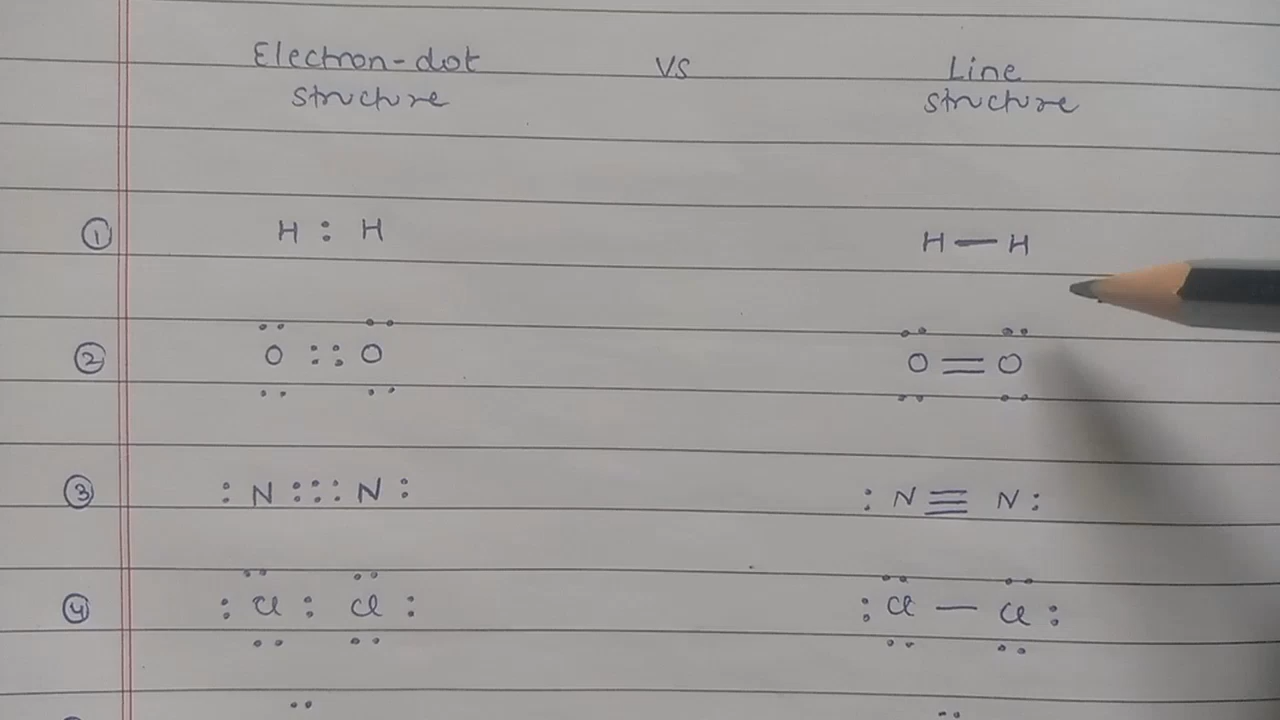 Electron-dot VS Line
structure structure
① H : H H — H
② O :: O O = O
③ : N ::: N : : N ≡ N :
④ : Cl : Cl : : Cl — Cl :